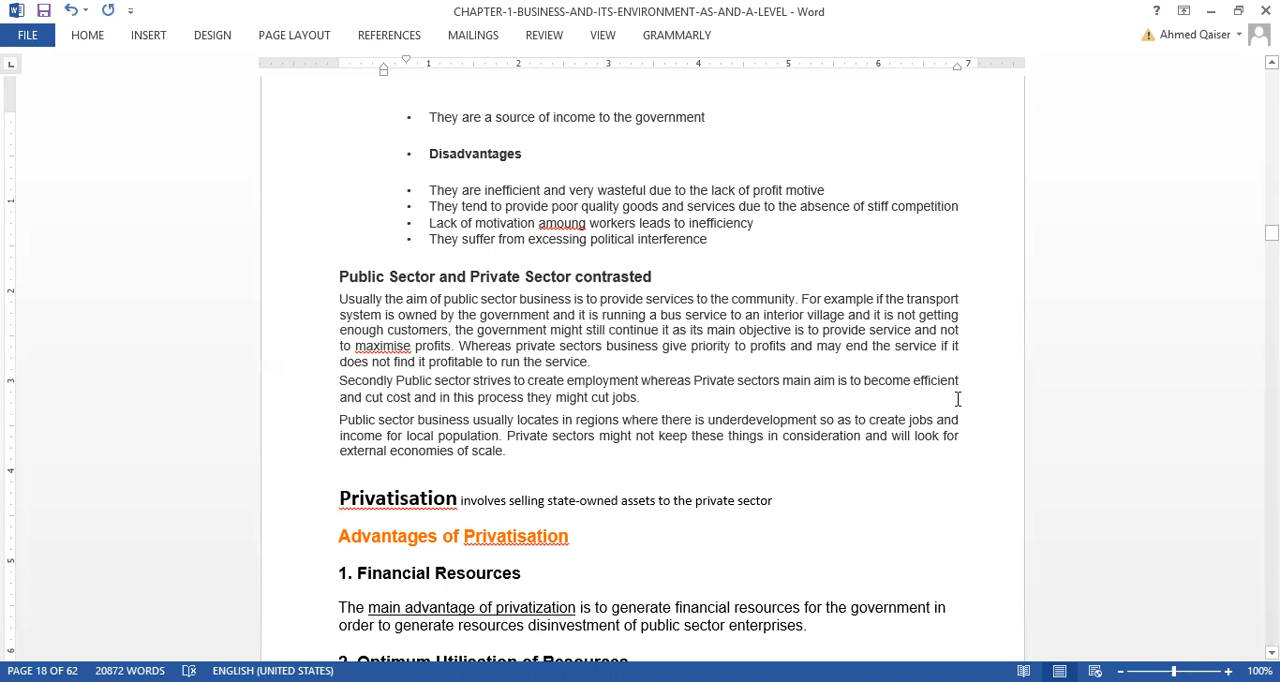 CHAPTER-1-BUSINESS-AND-ITS-ENVIRONMENT-AS-AND-A-LEVEL - Word
FILE HOME INSERT DESIGN PAGE LAYOUT REFERENCES MAILINGS REVIEW VIEW GRAMMARLY Ahmed Qaiser
1 2 3 4 5 6 7
• They are a source of income to the government
• Disadvantages
• They are inefficient and very wasteful due to the lack of profit motive
• They tend to provide poor quality goods and services due to the absence of stiff competition
• Lack of motivation amoung workers leads to inefficiency
• They suffer from excessing political interference
Public Sector and Private Sector contrasted
Usually the aim of public sector business is to provide services to the community. For example if the transport
system is owned by the government and it is running a bus service to an interior village and it is not getting
enough customers, the government might still continue it as its main objective is to provide service and not
to maximise profits. Whereas private sectors business give priority to profits and may end the service if it
does not find it profitable to run the service.
Secondly Public sector strives to create employment whereas Private sectors main aim is to become efficient
and cut cost and in this process they might cut jobs.
Public sector business usually locates in regions where there is underdevelopment so as to create jobs and
income for local population. Private sectors might not keep these things in consideration and will look for
external economies of scale.
Privatisation involves selling state-owned assets to the private sector
Advantages of Privatisation
1. Financial Resources
The main advantage of privatization is to generate financial resources for the government in
order to generate resources disinvestment of public sector enterprises.
2. Optimum Utilisation of Resources
PAGE 18 OF 62 20872 WORDS ENGLISH (UNITED STATES) 100%